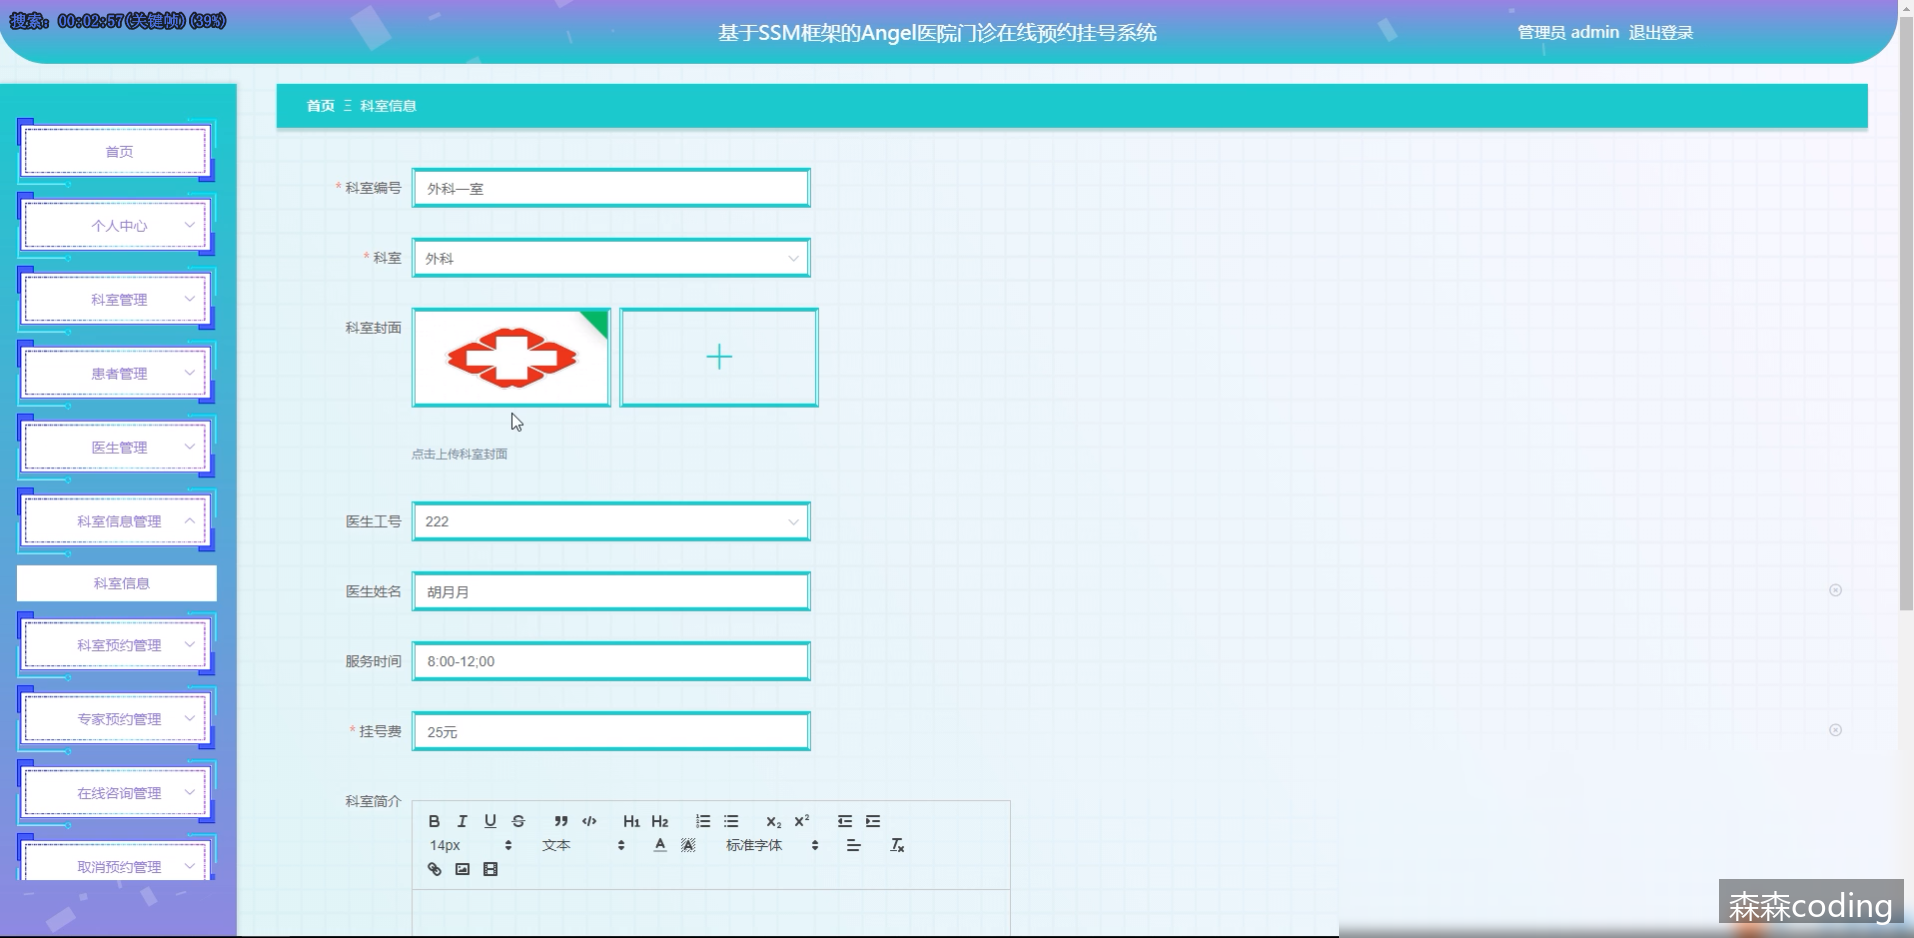 搜索: 00:02:57(关键帧)(39%)
基于SSM框架的Angel医院门诊在线预约挂号系统
管理员 admin 退出登录
首页 科室信息
首页
个人中心
科室管理
患者管理
医生管理
科室信息管理
科室信息
科室预约管理
专家预约管理
在线咨询管理
取消预约管理
* 科室编号 外科一室
* 科室 外科
科室封面
点击上传科室封面
医生工号 222
医生姓名 胡月月
服务时间 8:00-12;00
* 挂号费 25元
科室简介
B I U S H1 H2 x2 x2
14px 文本 A A 标准字体 Tx
森森coding